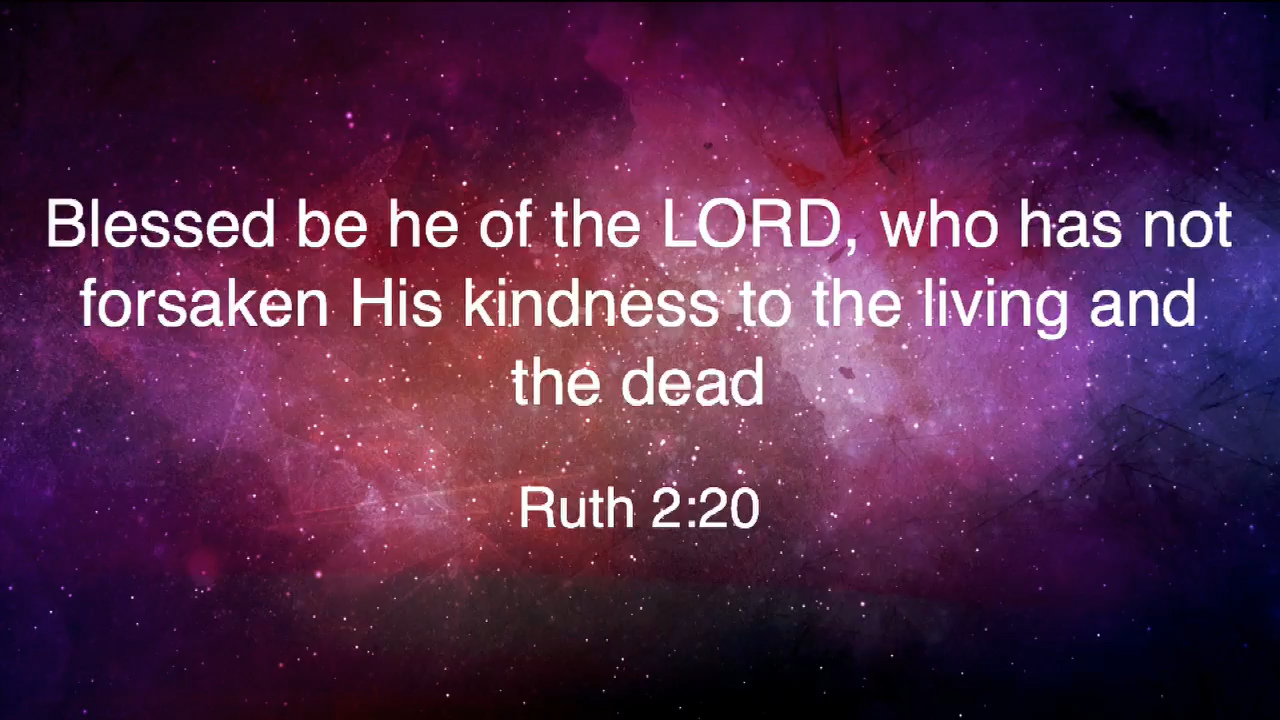 Blessed be he of the LORD, who has not
forsaken His kindness to the living and
the dead
Ruth 2:20